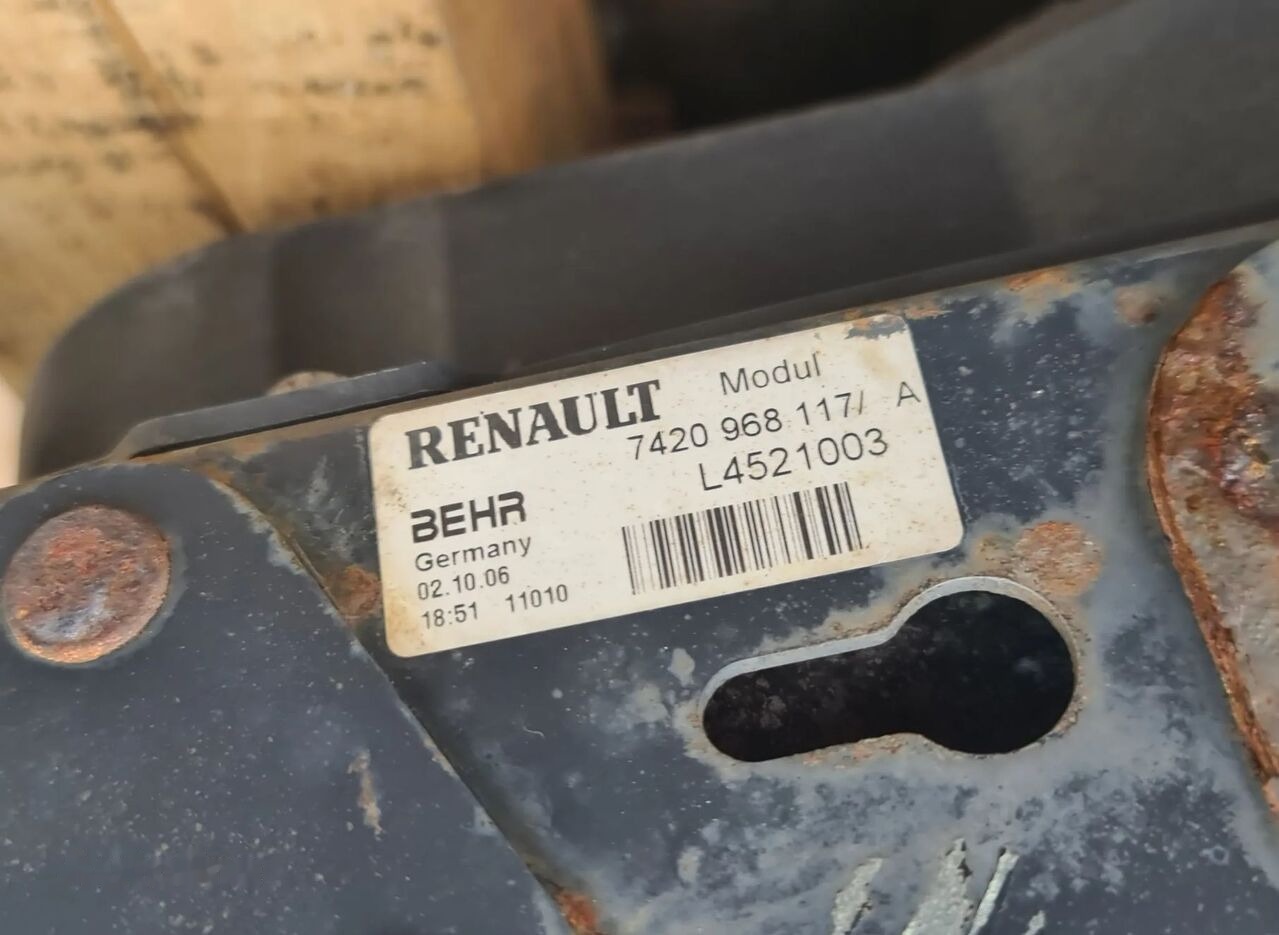 RENAULT Modul
7420 968 117/ A
L4521003
BEHR
Germany
02.10.06
18:51 11010